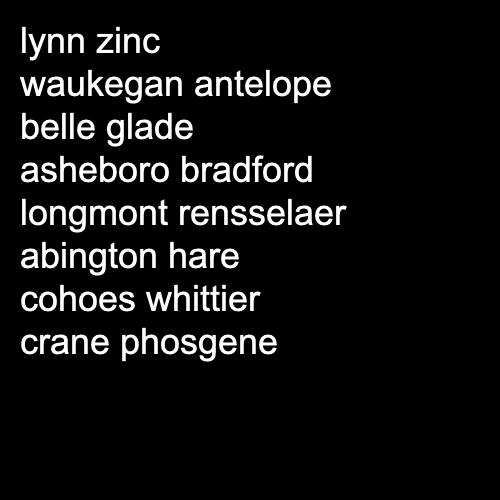 lynn zinc
waukegan antelope
belle glade
asheboro bradford
longmont rensselaer
abington hare
cohoes whittier
crane phosgene